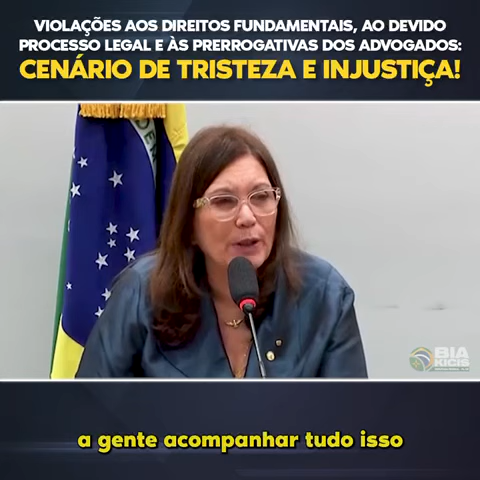 VIOLAÇÕES AOS DIREITOS FUNDAMENTAIS, AO DEVIDO
PROCESSO LEGAL E ÀS PRERROGATIVAS DOS ADVOGADOS:
CENÁRIO DE TRISTEZA E INJUSTIÇA!
BIA
KICIS
a gente acompanhar tudo isso